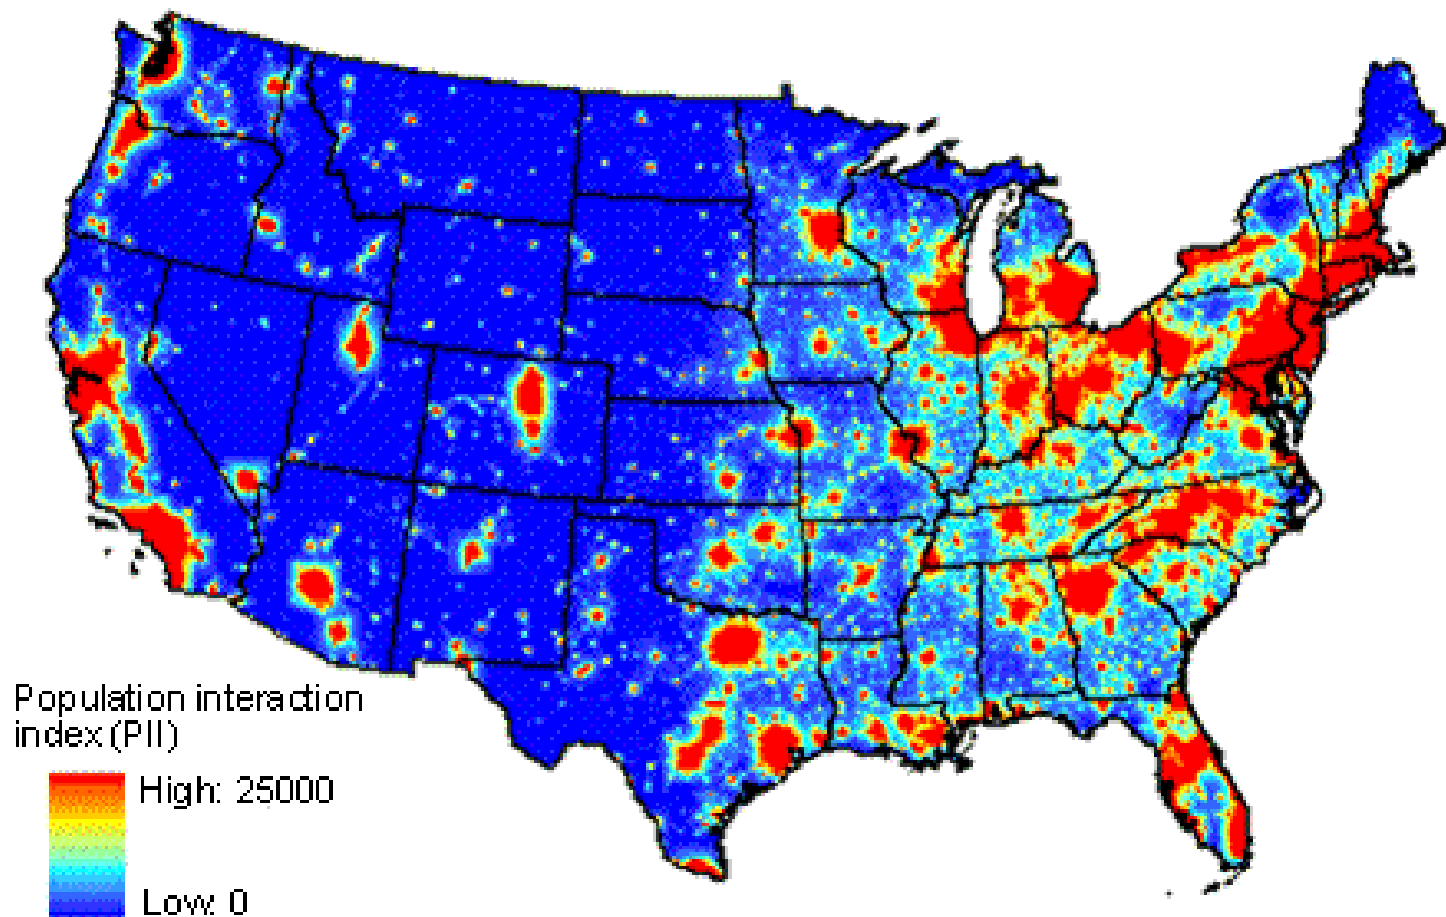 Population interaction
index (PII)
High: 25000
Low: 0